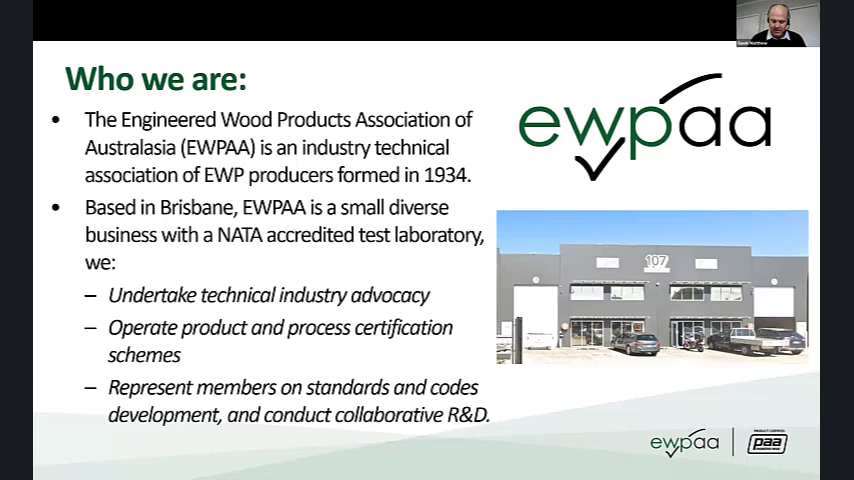 Who we are:
• The Engineered Wood Products Association of
Australasia (EWPAA) is an industry technical
association of EWP producers formed in 1934.
• Based in Brisbane, EWPAA is a small diverse
business with a NATA accredited test laboratory,
we:
– Undertake technical industry advocacy
– Operate product and process certification
schemes
– Represent members on standards and codes
development, and conduct collaborative R&D.
ewpaa
107
ewpaa
PRODUCT CERTIFIED
paa